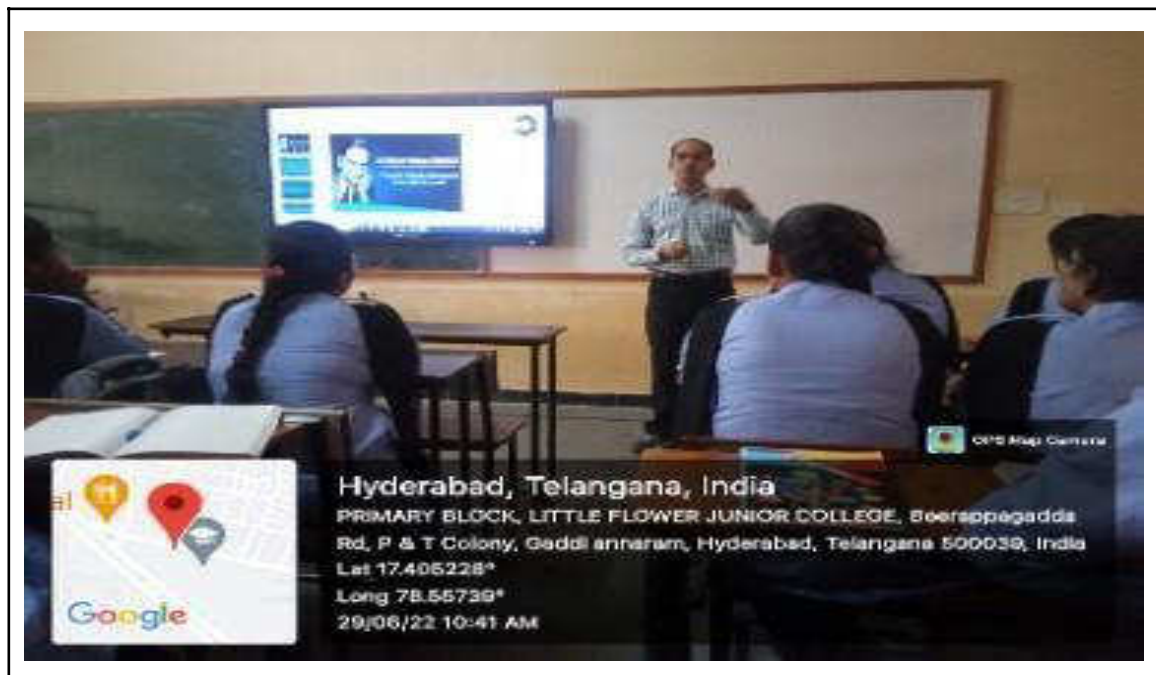 GPS Map Camera
Hyderabad, Telangana, India
PRIMARY BLOCK, LITTLE FLOWER JUNIOR COLLEGE, Beerappagadda
Rd, P & T Colony, Gaddi annaram, Hyderabad, Telangana 500039, India
Lat 17.405228°
Long 78.55739°
29/06/22 10:41 AM
Google